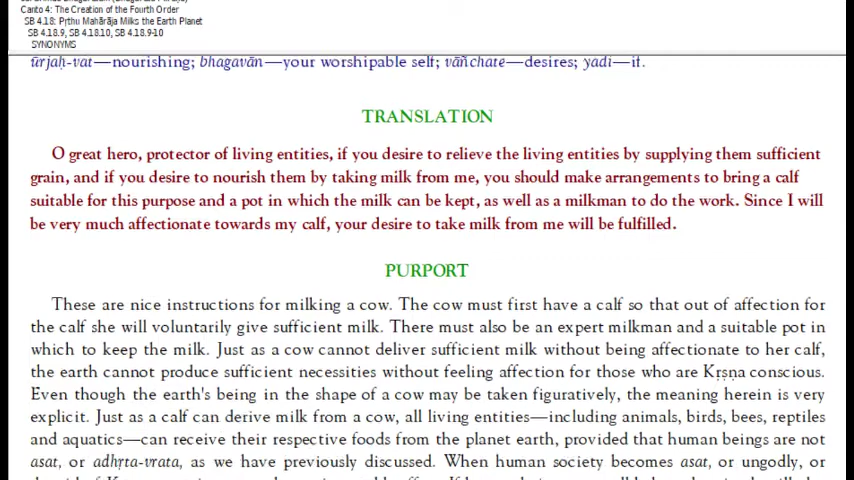 Canto 4: The Creation of the Fourth Order
SB 4.18: Pṛthu Mahārāja Milks the Earth Planet
SB 4.18.9, SB 4.18.10, SB 4.18.9-10
SYNONYMS
ūrjaḥ-vat—nourishing; bhagavān—your worshipable self; vāñchate—desires; yadi—if.
TRANSLATION
O great hero, protector of living entities, if you desire to relieve the living entities by supplying them sufficient
grain, and if you desire to nourish them by taking milk from me, you should make arrangements to bring a calf
suitable for this purpose and a pot in which the milk can be kept, as well as a milkman to do the work. Since I will
be very much affectionate towards my calf, your desire to take milk from me will be fulfilled.
PURPORT
These are nice instructions for milking a cow. The cow must first have a calf so that out of affection for
the calf she will voluntarily give sufficient milk. There must also be an expert milkman and a suitable pot in
which to keep the milk. Just as a cow cannot deliver sufficient milk without being affectionate to her calf,
the earth cannot produce sufficient necessities without feeling affection for those who are Kṛṣṇa conscious.
Even though the earth's being in the shape of a cow may be taken figuratively, the meaning herein is very
explicit. Just as a calf can derive milk from a cow, all living entities—including animals, birds, bees, reptiles
and aquatics—can receive their respective foods from the planet earth, provided that human beings are not
asat, or adhṛta-vrata, as we have previously discussed. When human society becomes asat, or ungodly, or